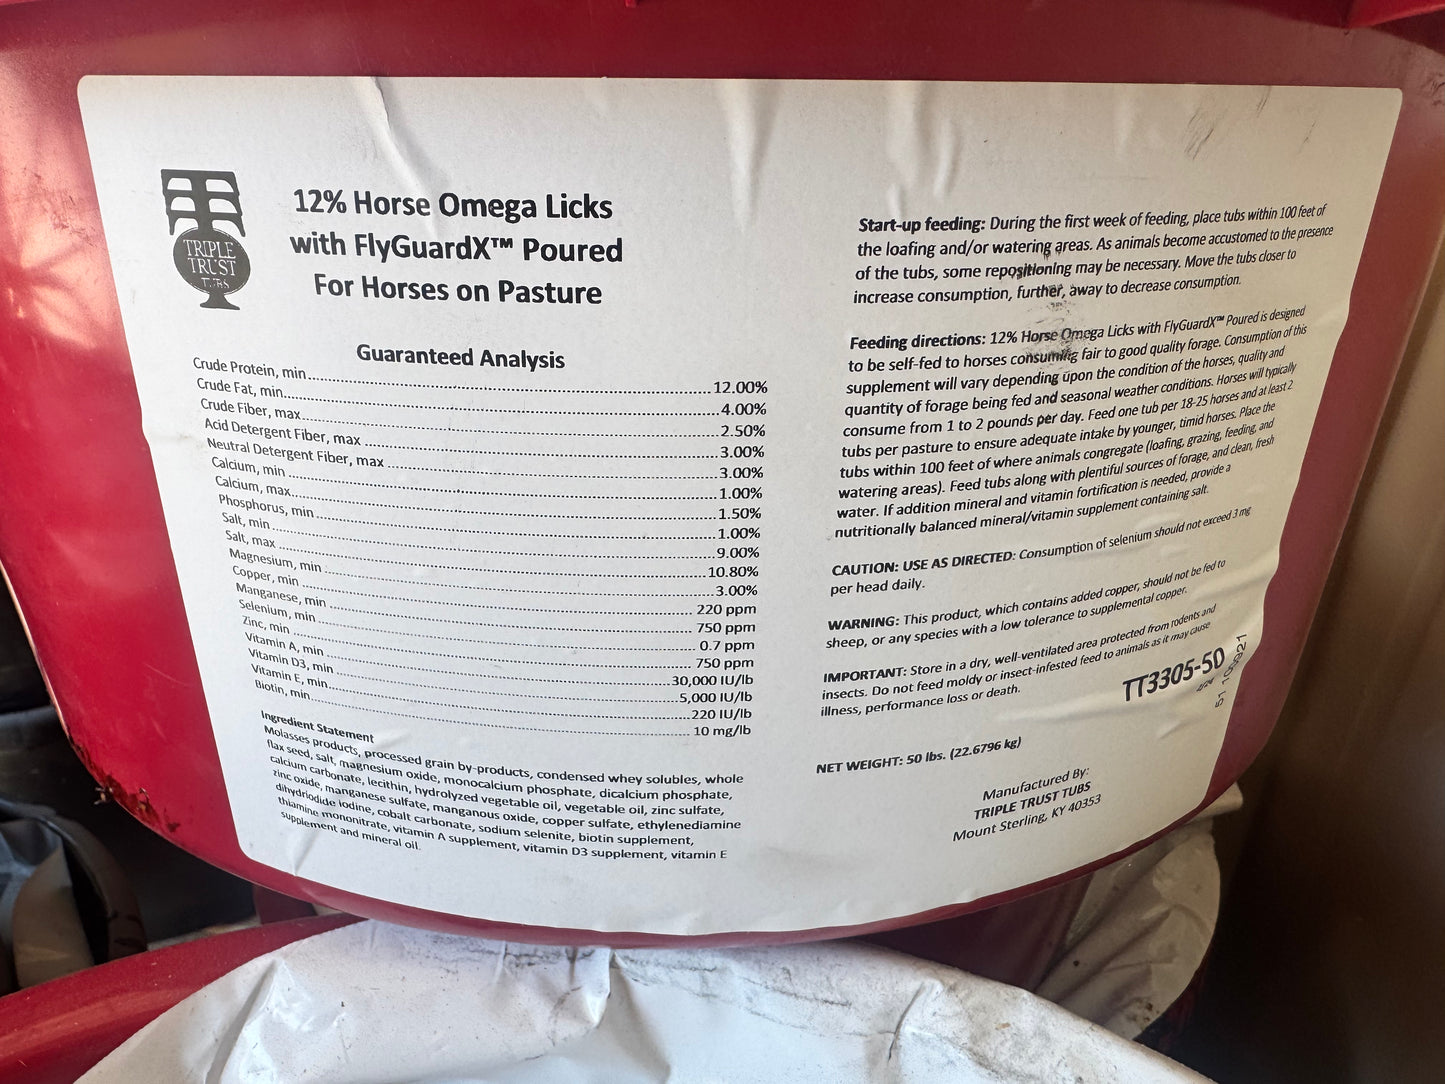 TRIPLE
TRUST
TUBS
12% Horse Omega Licks
with FlyGuardX™ Poured
For Horses on Pasture
Guaranteed Analysis
Crude Protein, min 12.00%
Crude Fat, min 4.00%
Crude Fiber, max 2.50%
Acid Detergent Fiber, max 3.00%
Neutral Detergent Fiber, max 3.00%
Calcium, min 1.00%
Calcium, max 1.50%
Phosphorus, min 1.00%
Salt, min 9.00%
Salt, max 10.80%
Magnesium, min 3.00%
Copper, min 220 ppm
Manganese, min 750 ppm
Selenium, min 0.7 ppm
Zinc, min 750 ppm
Vitamin A, min 30,000 IU/lb
Vitamin D3, min 5,000 IU/lb
Vitamin E, min 220 IU/lb
Biotin, min 10 mg/lb
Ingredient Statement
Molasses products, processed grain by-products, condensed whey solubles, whole
flax seed, salt, magnesium oxide, monocalcium phosphate, dicalcium phosphate,
calcium carbonate, lecithin, hydrolyzed vegetable oil, vegetable oil, zinc sulfate,
zinc oxide, manganese sulfate, manganous oxide, copper sulfate, ethylenediamine
dihydriodide iodine, cobalt carbonate, sodium selenite, biotin supplement,
thiamine mononitrate, vitamin A supplement, vitamin D3 supplement, vitamin E
supplement and mineral oil.
Start-up feeding: During the first week of feeding, place tubs within 100 feet of
the loafing and/or watering areas. As animals become accustomed to the presence
of the tubs, some repositioning may be necessary. Move the tubs closer to
increase consumption, further, away to decrease consumption.
Feeding directions: 12% Horse Omega Licks with FlyGuardX™ Poured is designed
to be self-fed to horses consuming fair to good quality forage. Consumption of this
supplement will vary depending upon the condition of the horses, quality and
quantity of forage being fed and seasonal weather conditions. Horses will typically
consume from 1 to 2 pounds per day. Feed one tub per 18-25 horses and at least 2
tubs per pasture to ensure adequate intake by younger, timid horses. Place the
tubs within 100 feet of where animals congregate (loafing, grazing, feeding, and
watering areas). Feed tubs along with plentiful sources of forage, and clean, fresh
water. If addition mineral and vitamin fortification is needed, provide a
nutritionally balanced mineral/vitamin supplement containing salt.
CAUTION: USE AS DIRECTED: Consumption of selenium should not exceed 3 mg
per head daily.
WARNING: This product, which contains added copper, should not be fed to
sheep, or any species with a low tolerance to supplemental copper.
IMPORTANT: Store in a dry, well-ventilated area protected from rodents and
insects. Do not feed moldy or insect-infested feed to animals as it may cause
illness, performance loss or death.
TT3305-50
NET WEIGHT: 50 lbs. (22.6796 kg)
Manufactured By:
TRIPLE TRUST TUBS
Mount Sterling, KY 40353